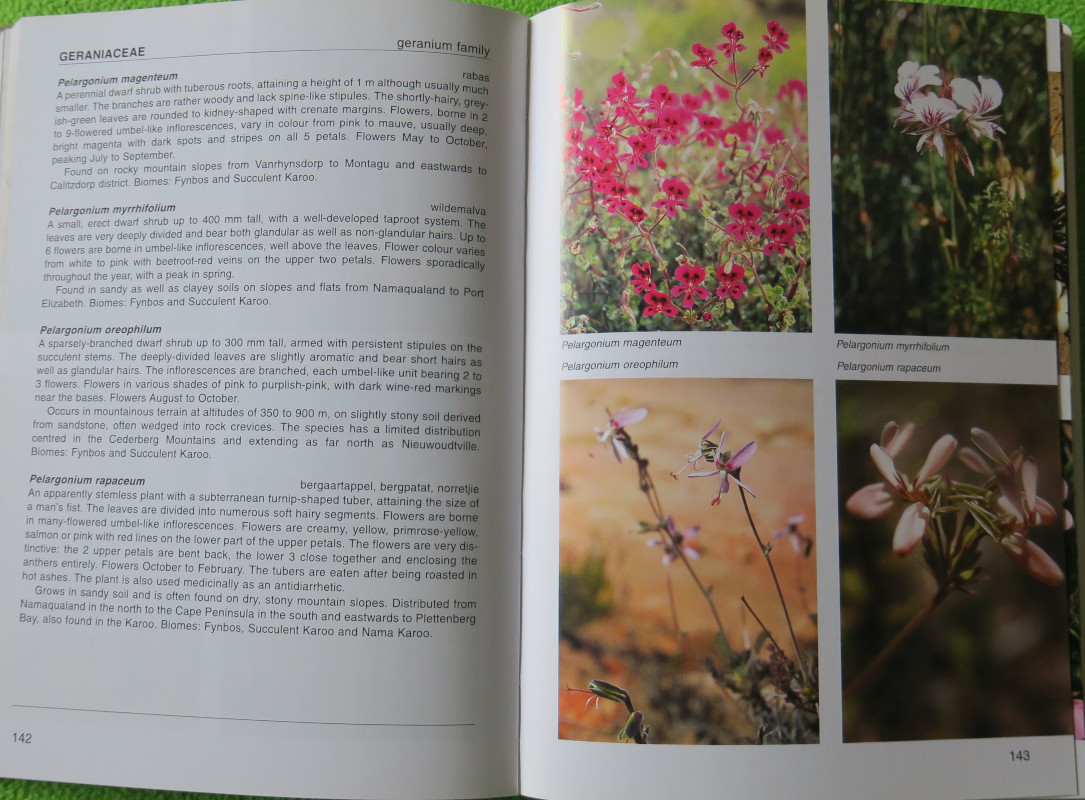 GERANIACEAE geranium family
Pelargonium magenteum rabas
A perennial dwarf shrub with tuberous roots, attaining a height of 1 m although usually much
smaller. The branches are rather woody and lack spine-like stipules. The shortly-hairy, grey-
ish-green leaves are rounded to kidney-shaped with crenate margins. Flowers, borne in 2
to 9-flowered umbel-like inflorescences, vary in colour from pink to mauve, usually deep,
bright magenta with dark spots and stripes on all 5 petals. Flowers May to October,
peaking July to September.
Found on rocky mountain slopes from Vanrhynsdorp to Montagu and eastwards to
Calitzdorp district. Biomes: Fynbos and Succulent Karoo.
Pelargonium myrrhifolium wildemalva
A small, erect dwarf shrub up to 400 mm tall, with a well-developed taproot system. The
leaves are very deeply divided and bear both glandular as well as non-glandular hairs. Up to
6 flowers are borne in umbel-like inflorescences, well above the leaves. Flower colour varies
from white to pink with beetroot-red veins on the upper two petals. Flowers sporadically
throughout the year, with a peak in spring.
Found in sandy as well as clayey soils on slopes and flats from Namaqualand to Port
Elizabeth. Biomes: Fynbos and Succulent Karoo.
Pelargonium oreophilum
A sparsely-branched dwarf shrub up to 300 mm tall, armed with persistent stipules on the
succulent stems. The deeply-divided leaves are slightly aromatic and bear short hairs as
well as glandular hairs. The inflorescences are branched, each umbel-like unit bearing 2 to
3 flowers. Flowers in various shades of pink to purplish-pink, with dark wine-red markings
near the bases. Flowers August to October.
Occurs in mountainous terrain at altitudes of 350 to 900 m, on slightly stony soil derived
from sandstone, often wedged into rock crevices. The species has a limited distribution
centred in the Cederberg Mountains and extending as far north as Nieuwoudtville.
Biomes: Fynbos and Succulent Karoo.
Pelargonium rapaceum bergaartappel, bergpatat, norretjie
An apparently stemless plant with a subterranean turnip-shaped tuber, attaining the size of
a man's fist. The leaves are divided into numerous soft hairy segments. Flowers are borne
in many-flowered umbel-like inflorescences. Flowers are creamy, yellow, primrose-yellow,
salmon or pink with red lines on the lower part of the upper petals. The flowers are very dis-
tinctive: the 2 upper petals are bent back, the lower 3 close together and enclosing the
anthers entirely. Flowers October to February. The tubers are eaten after being roasted in
hot ashes. The plant is also used medicinally as an antidiarrhetic.
Grows in sandy soil and is often found on dry, stony mountain slopes. Distributed from
Namaqualand in the north to the Cape Peninsula in the south and eastwards to Plettenberg
Bay, also found in the Karoo. Biomes: Fynbos, Succulent Karoo and Nama Karoo.
142
Pelargonium magenteum
Pelargonium myrrhifolium
Pelargonium oreophilum
Pelargonium rapaceum
143